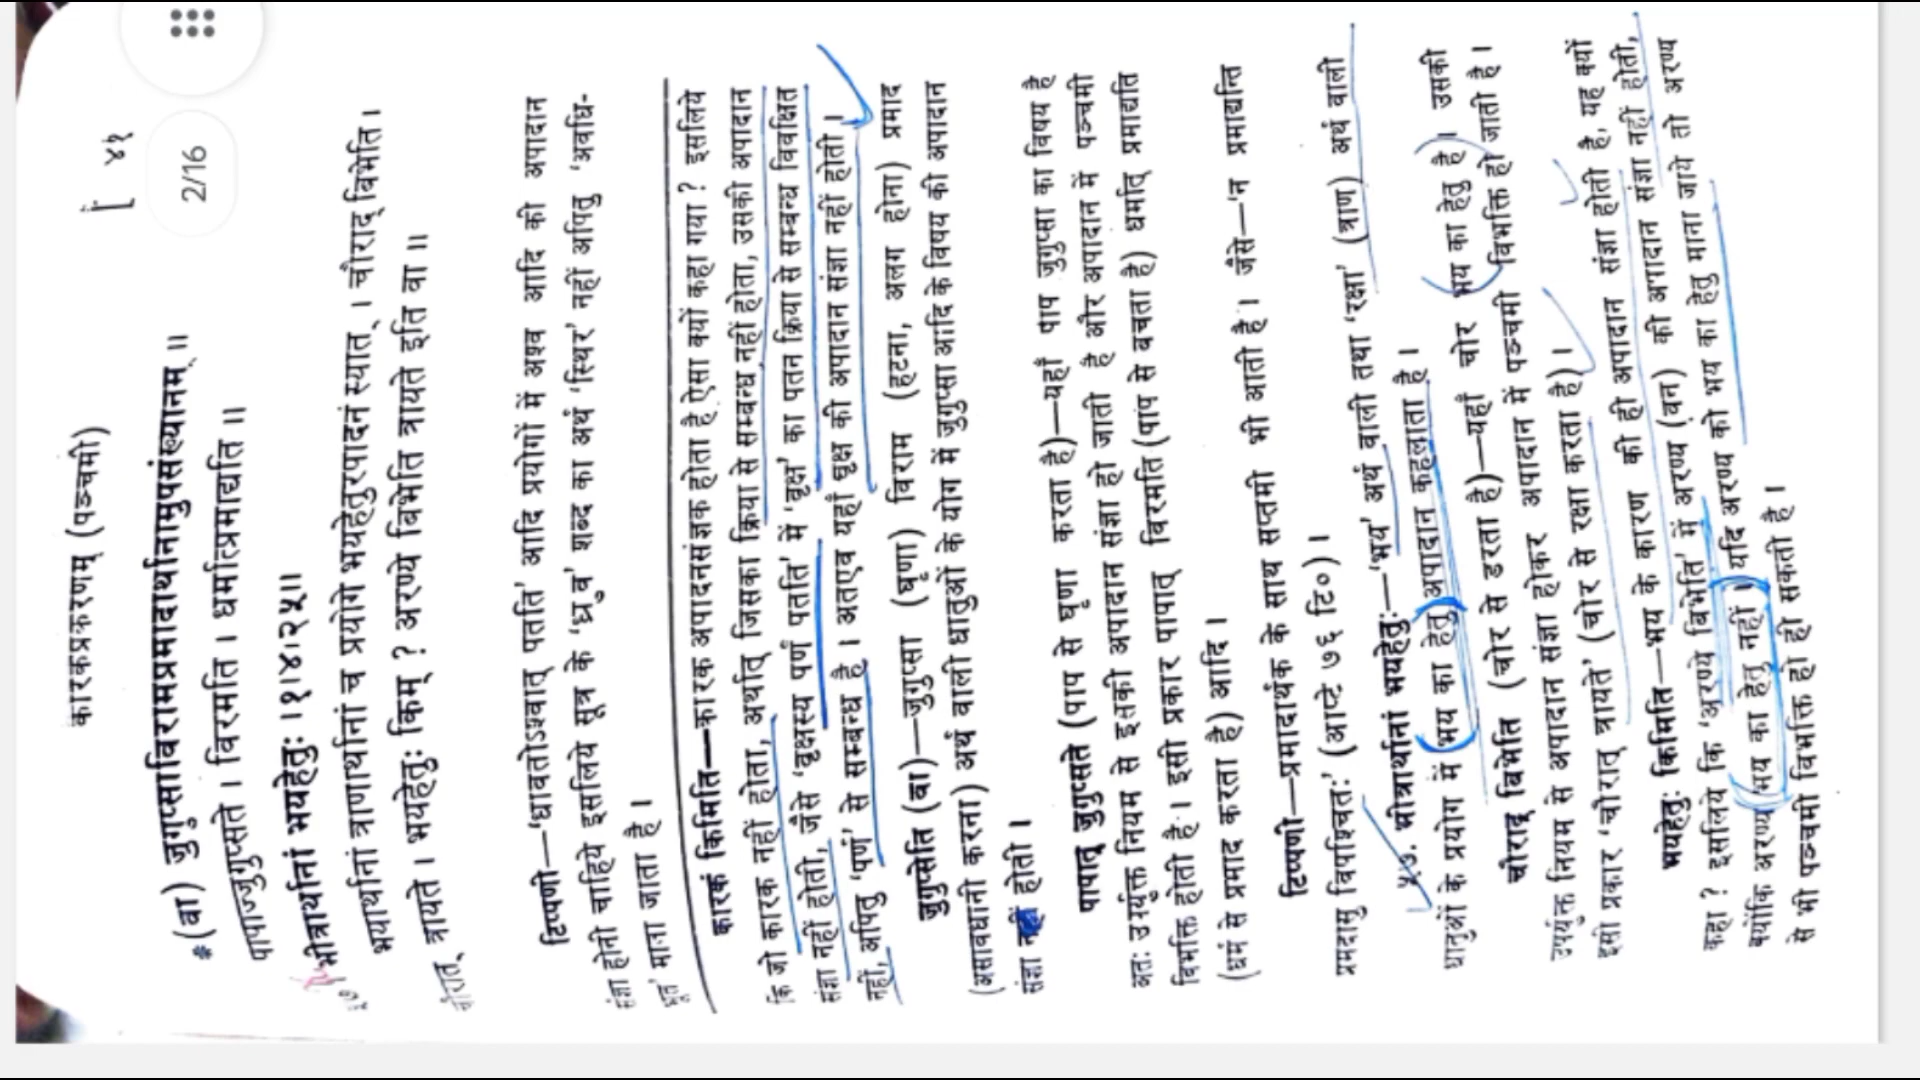 कारकप्रकरणम् (पञ्चमी)
[ ४१
2/16
* (वा) जुगुप्साविरामप्रमादार्थानामुपसंख्यानम् ॥
पापाज्जुगुप्सते । विरमति । धर्मात्प्रमाद्यति ॥
भीत्रार्थानां भयहेतुः ।१।४।२५॥
भयार्थानां त्राणार्थानां च प्रयोगे भयहेतुरपादानं स्यात् । चौराद् बिभेति ।
चौरात् त्रायते । भयहेतुः किम् ? अरण्ये बिभेति त्रायते इति वा ॥
टिप्पणी—'धावतोऽश्वात् पतति' आदि प्रयोगों में अश्व आदि की अपादान
संज्ञा होनी चाहिये इसलिये सूत्र के 'ध्रुव' शब्द का अर्थ 'स्थिर' नहीं अपितु 'अवधि-
भूत' माना जाता है ।
कारकं किमिति—कारक अपादनसंज्ञक होता है ऐसा क्यों कहा गया ? इसलिये
कि जो कारक नहीं होता, अर्थात् जिसका क्रिया से सम्बन्ध नहीं होता, उसकी अपादान
संज्ञा नहीं होती, जैसे 'वृक्षस्य पर्णं पतति' में 'वृक्ष' का पतन क्रिया से सम्बन्ध विवक्षित
नहीं, अपितु 'पर्ण' से सम्बन्ध है । अतएव यहाँ वृक्ष की अपादान संज्ञा नहीं होती ।
जुगुप्सेति (वा)—जुगुप्सा (घृणा) विराम (हटना, अलग होना) प्रमाद
(असावधानी करना) अर्थ वाली धातुओं के योग में जुगुप्सा आदि के विषय की अपादान
संज्ञा होती ।
पापात् जुगुप्सते (पाप से घृणा करता है)—यहाँ पाप जुगुप्सा का विषय है
अतः उपर्युक्त नियम से इसकी अपादान संज्ञा हो जाती है और अपादान में पञ्चमी
विभक्ति होती है । इसी प्रकार पापात् विरमति (पाप से बचता है) धर्मात् प्रमाद्यति
(धर्म से प्रमाद करता है) आदि ।
टिप्पणी—प्रमादार्थक के साथ सप्तमी भी आती है । जैसे—'न प्रमाद्यन्ति
प्रमदासु विपश्चितः' (आप्टे ७६ टि०) ।
५७. भीत्रार्थानां भयहेतुः—'भय' अर्थ वाली तथा 'रक्षा' (त्राण) अर्थ वाली
धातुओं के प्रयोग में भय का हेतु अपादान कहलाता है ।
चोराद् बिभेति (चोर से डरता है)—यहाँ चोर भय का हेतु है । उसकी
उपर्युक्त नियम से अपादान संज्ञा होकर अपादान में पञ्चमी विभक्ति हो जाती है ।
इसी प्रकार 'चोरात् त्रायते' (चोर से रक्षा करता है) ।
भयहेतुः किमिति—भय के कारण की ही अपादान संज्ञा होती है, यह क्यों
कहा ? इसलिये कि 'अरण्ये बिभेति' में अरण्य (वन) की अपादान संज्ञा नहीं होती,
क्योंकि अरण्य भय का हेतु नहीं । यदि अरण्य को भय का हेतु माना जाये तो अरण्य
से भी पञ्चमी विभक्ति हो ही सकती है ।